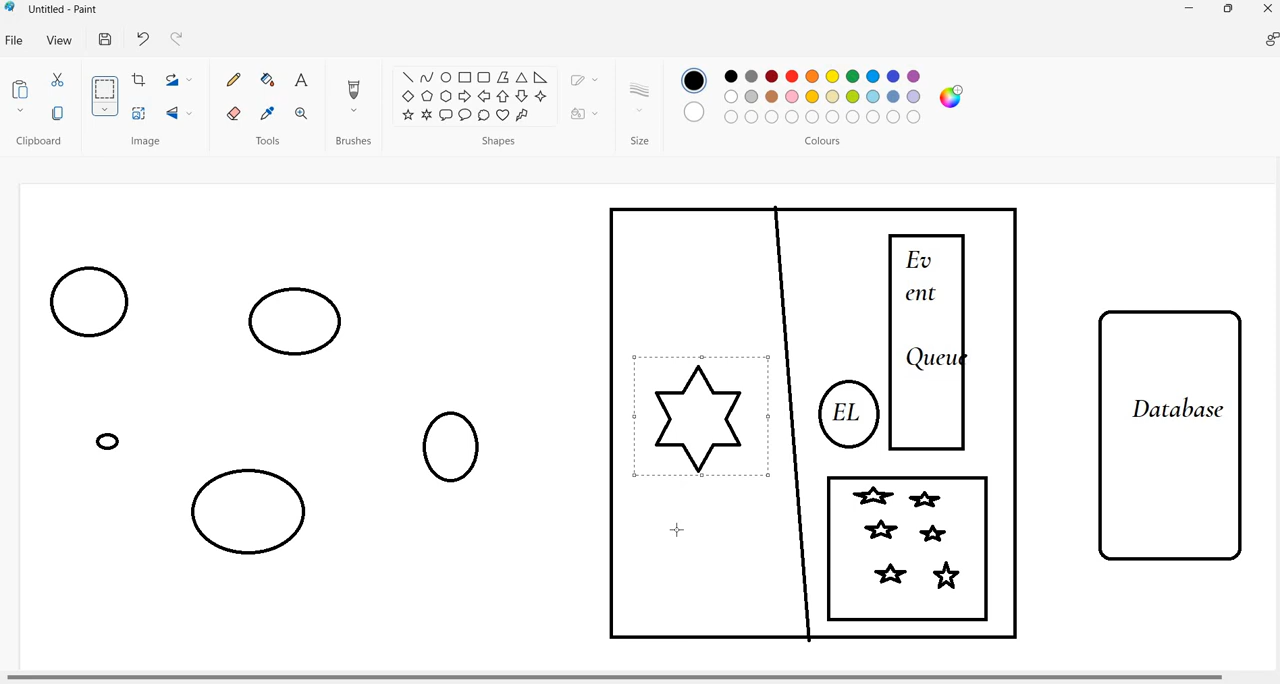 Untitled - Paint
File View
A
Clipboard Image Tools Brushes Shapes Size Colours
Ev
ent
Queue
EL
Database